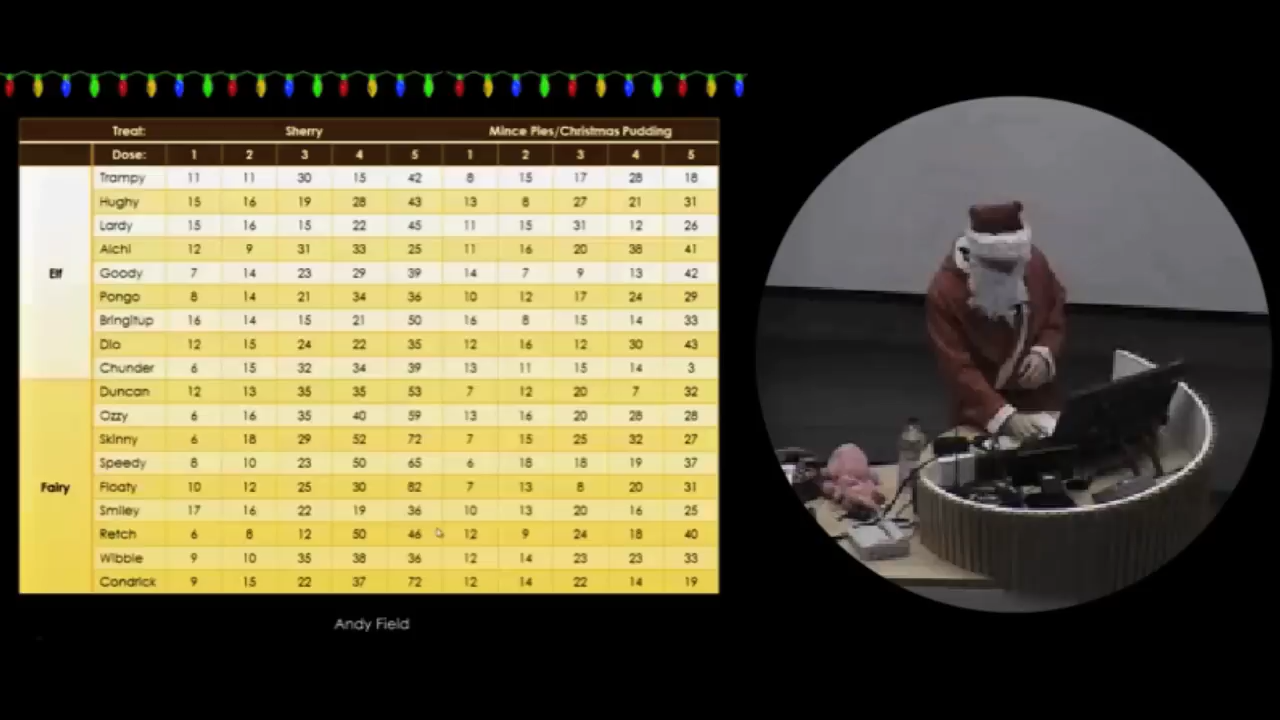 Treat: Sherry Mince Pies/Christmas Pudding
Dose: 1 2 3 4 5 1 2 3 4 5
Trampy 11 11 30 15 42 8 15 17 28 18
Hughy 15 16 19 28 43 13 8 27 21 31
Lardy 15 16 15 22 45 11 15 31 12 26
Alchi 12 9 31 33 25 11 16 20 38 41
Elf Goody 7 14 23 29 39 14 7 9 13 42
Pongo 8 14 21 34 36 10 12 17 24 29
Bringitup 16 14 15 21 50 16 8 15 14 33
Dio 12 15 24 22 35 12 16 12 30 43
Chunder 6 15 32 34 39 13 11 15 14 3
Duncan 12 13 35 35 53 7 12 20 7 32
Ozzy 6 16 35 40 59 13 16 20 28 28
Skinny 6 18 29 52 72 7 15 25 32 27
Speedy 8 10 23 50 65 6 18 18 19 37
Fairy Floaty 10 12 25 30 82 7 13 8 20 31
Smiley 17 16 22 19 36 10 13 20 16 25
Retch 6 8 12 50 46 12 9 24 18 40
Wibble 9 10 35 38 36 12 14 23 23 33
Condrick 9 15 22 37 72 12 14 22 14 19
Andy Field